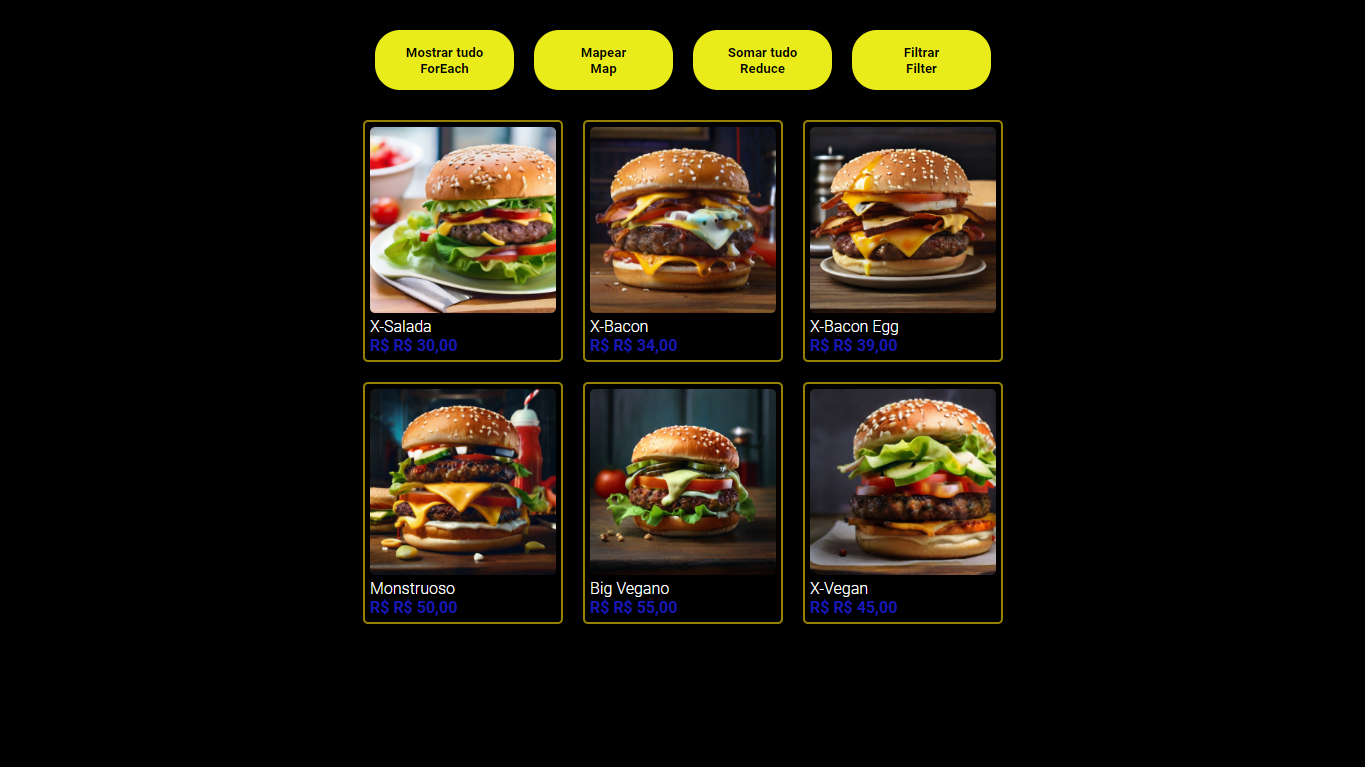 Mostrar tudo
ForEach
Mapear
Map
Somar tudo
Reduce
Filtrar
Filter
X-Salada
R$ R$ 30,00
X-Bacon
R$ R$ 34,00
X-Bacon Egg
R$ R$ 39,00
Monstruoso
R$ R$ 50,00
Big Vegano
R$ R$ 55,00
X-Vegan
R$ R$ 45,00